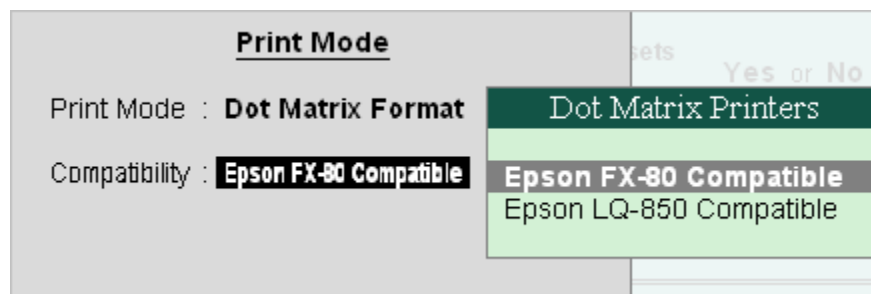 Print Mode
sets
Yes or No
Print Mode : Dot Matrix Format
Dot Matrix Printers
Compatibility : Epson FX-80 Compatible
Epson FX-80 Compatible
Epson LQ-850 Compatible